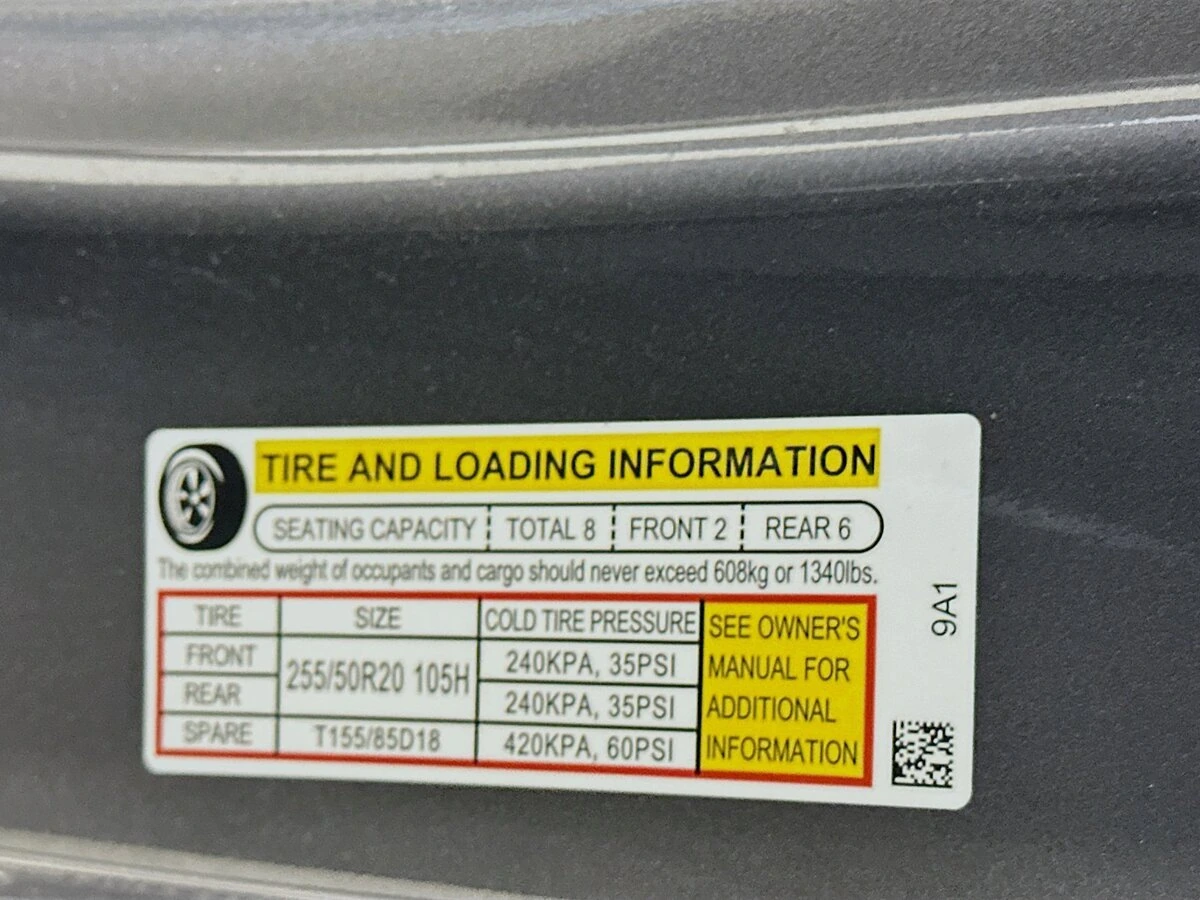 TIRE AND LOADING INFORMATION
SEATING CAPACITY TOTAL 8 FRONT 2 REAR 6
The combined weight of occupants and cargo should never exceed 608kg or 1340lbs.
TIRE SIZE COLD TIRE PRESSURE
FRONT 255/50R20 105H 240KPA, 35PSI
REAR 240KPA, 35PSI
SPARE T155/85D18 420KPA, 60PSI
SEE OWNER'S
MANUAL FOR
ADDITIONAL
INFORMATION
9A1